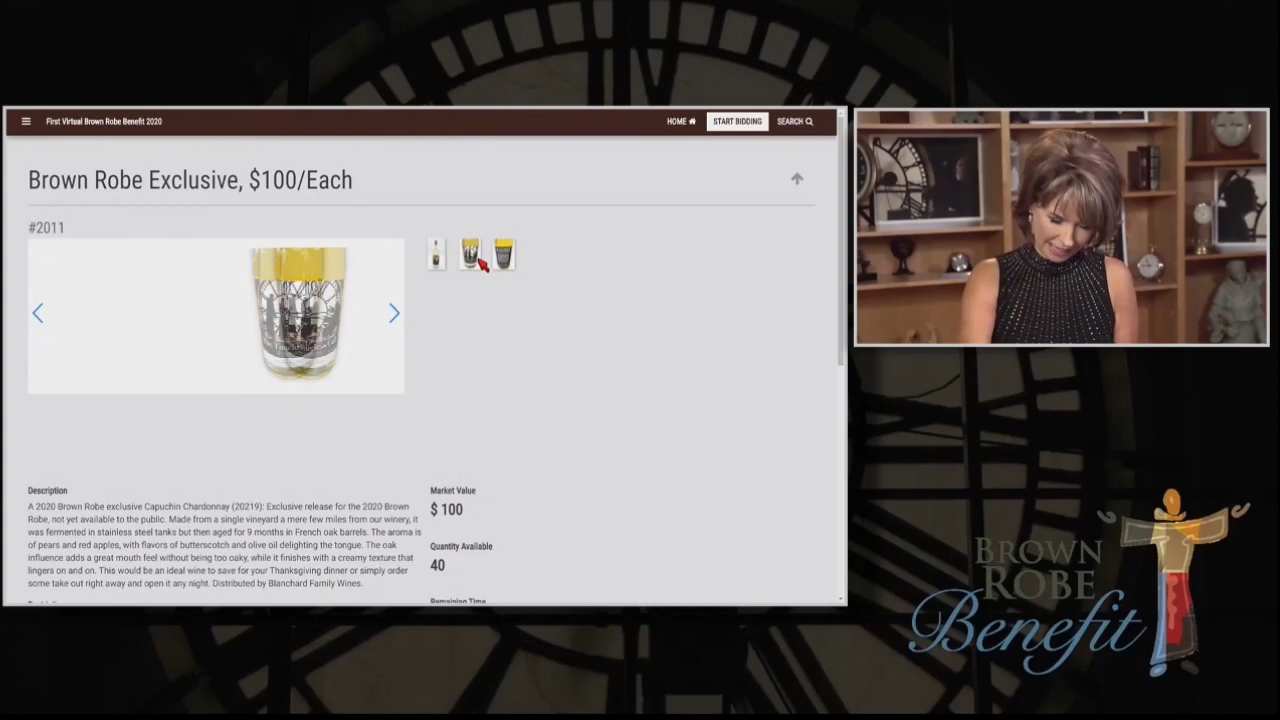 First Virtual Brown Robe Benefit 2020
HOME
START BIDDING
SEARCH
Brown Robe Exclusive, $100/Each
#2011
Description
A 2020 Brown Robe exclusive Capuchin Chardonnay (20219): Exclusive release for the 2020 Brown
Robe, not yet available to the public. Made from a single vineyard a mere few miles from our winery, it
was fermented in stainless steel tanks but then aged for 9 months in French oak barrels. The aroma is
of pears and red apples, with flavors of butterscotch and olive oil delighting the tongue. The oak
influence adds a great mouth feel without being too oaky, while it finishes with a creamy texture that
lingers on and on. This would be an ideal wine to save for your Thanksgiving dinner or simply order
some take out right away and open it any night. Distributed by Blanchard Family Wines.
Market Value
$ 100
Quantity Available
40
Remaining Time
BROWN
ROBE
Benefit